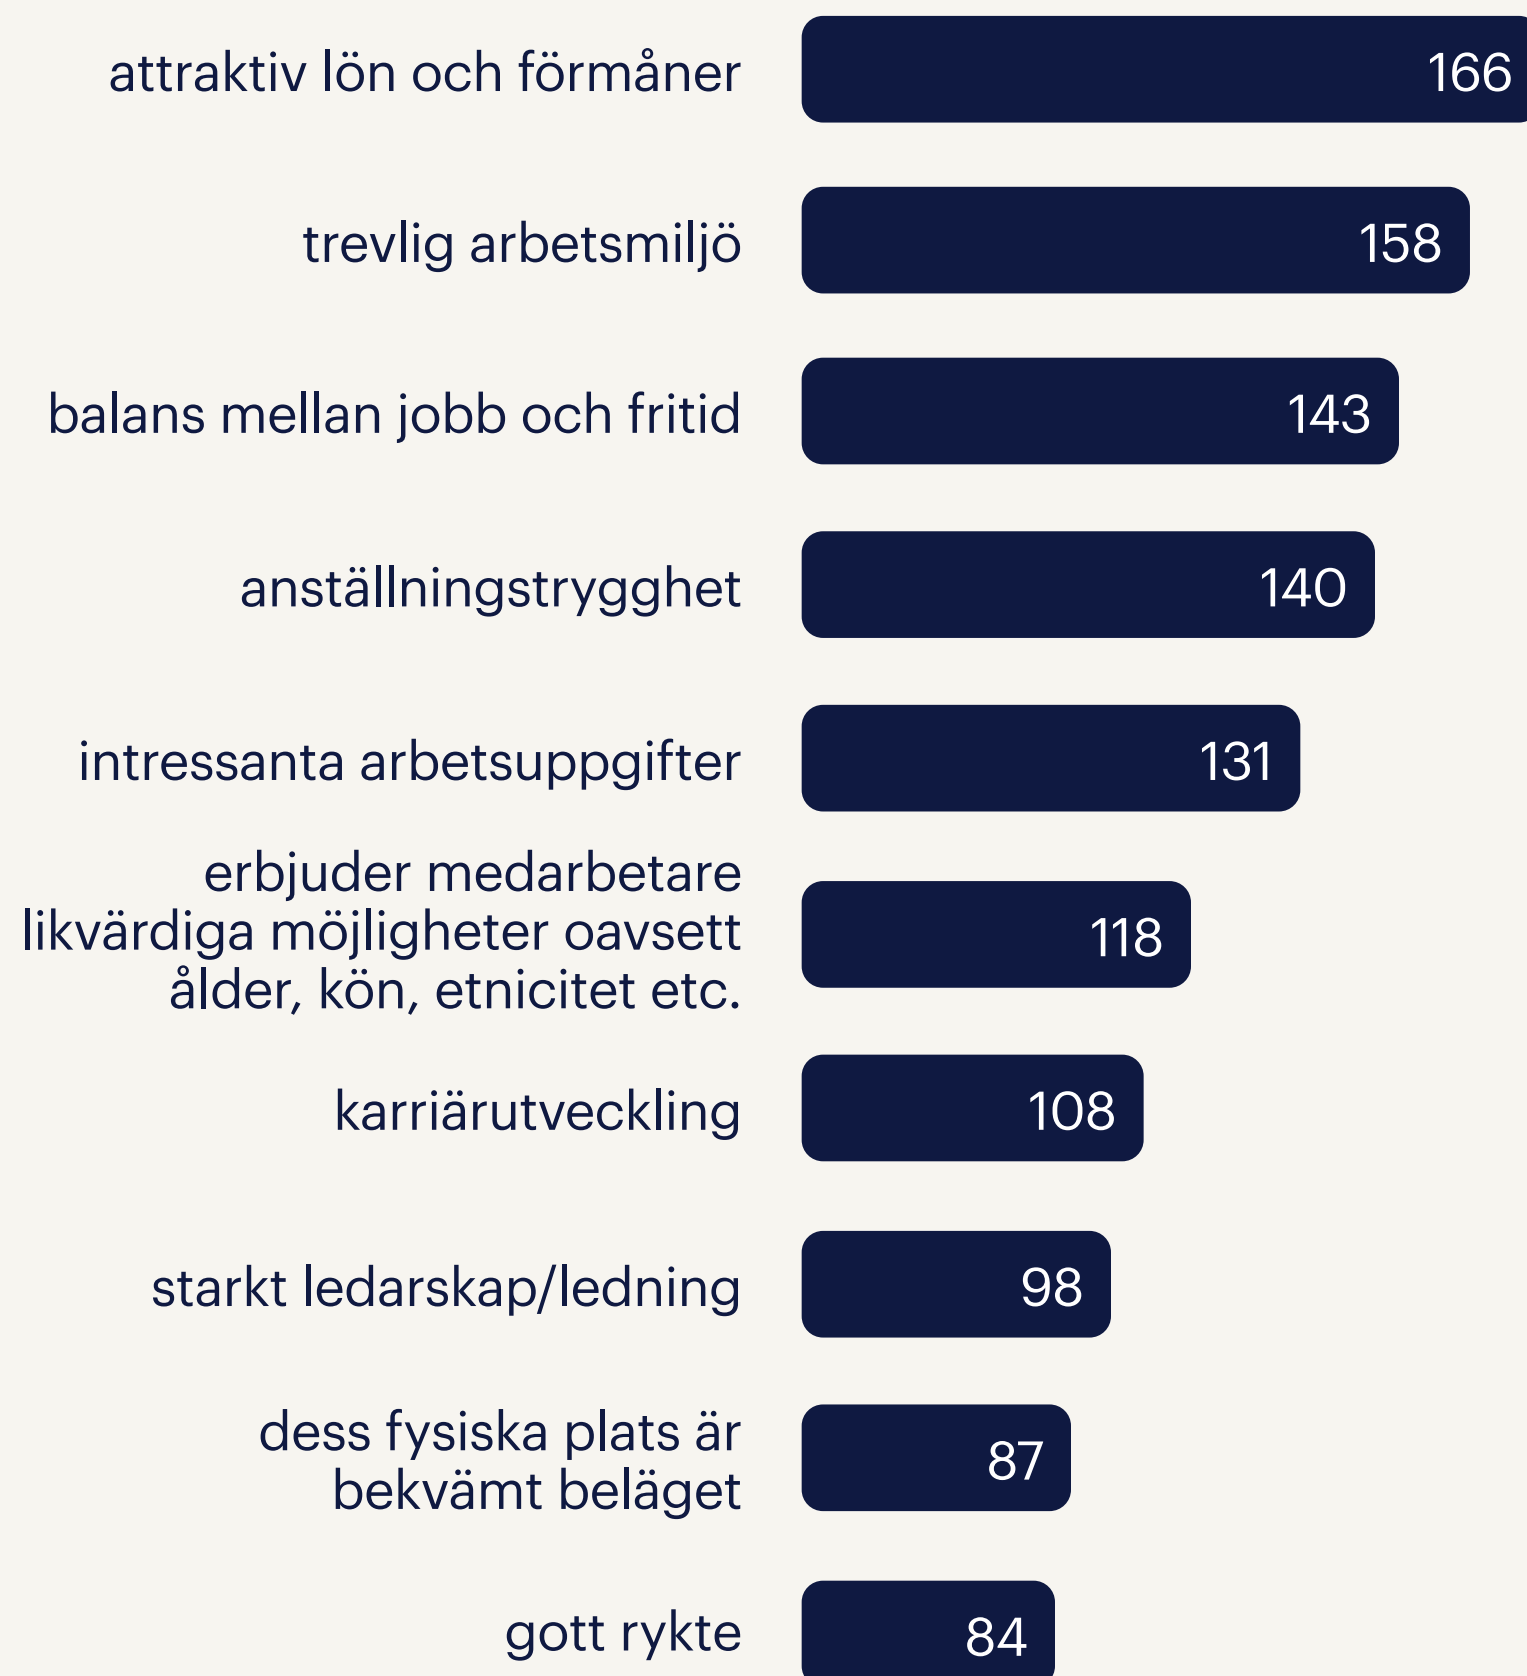 attraktiv lön och förmåner 166
trevlig arbetsmiljö 158
balans mellan jobb och fritid 143
anställningstrygghet 140
intressanta arbetsuppgifter 131
erbjuder medarbetare
likvärdiga möjligheter oavsett 118
ålder, kön, etnicitet etc.
karriärutveckling 108
starkt ledarskap/ledning 98
dess fysiska plats är
bekvämt beläget 87
gott rykte 84